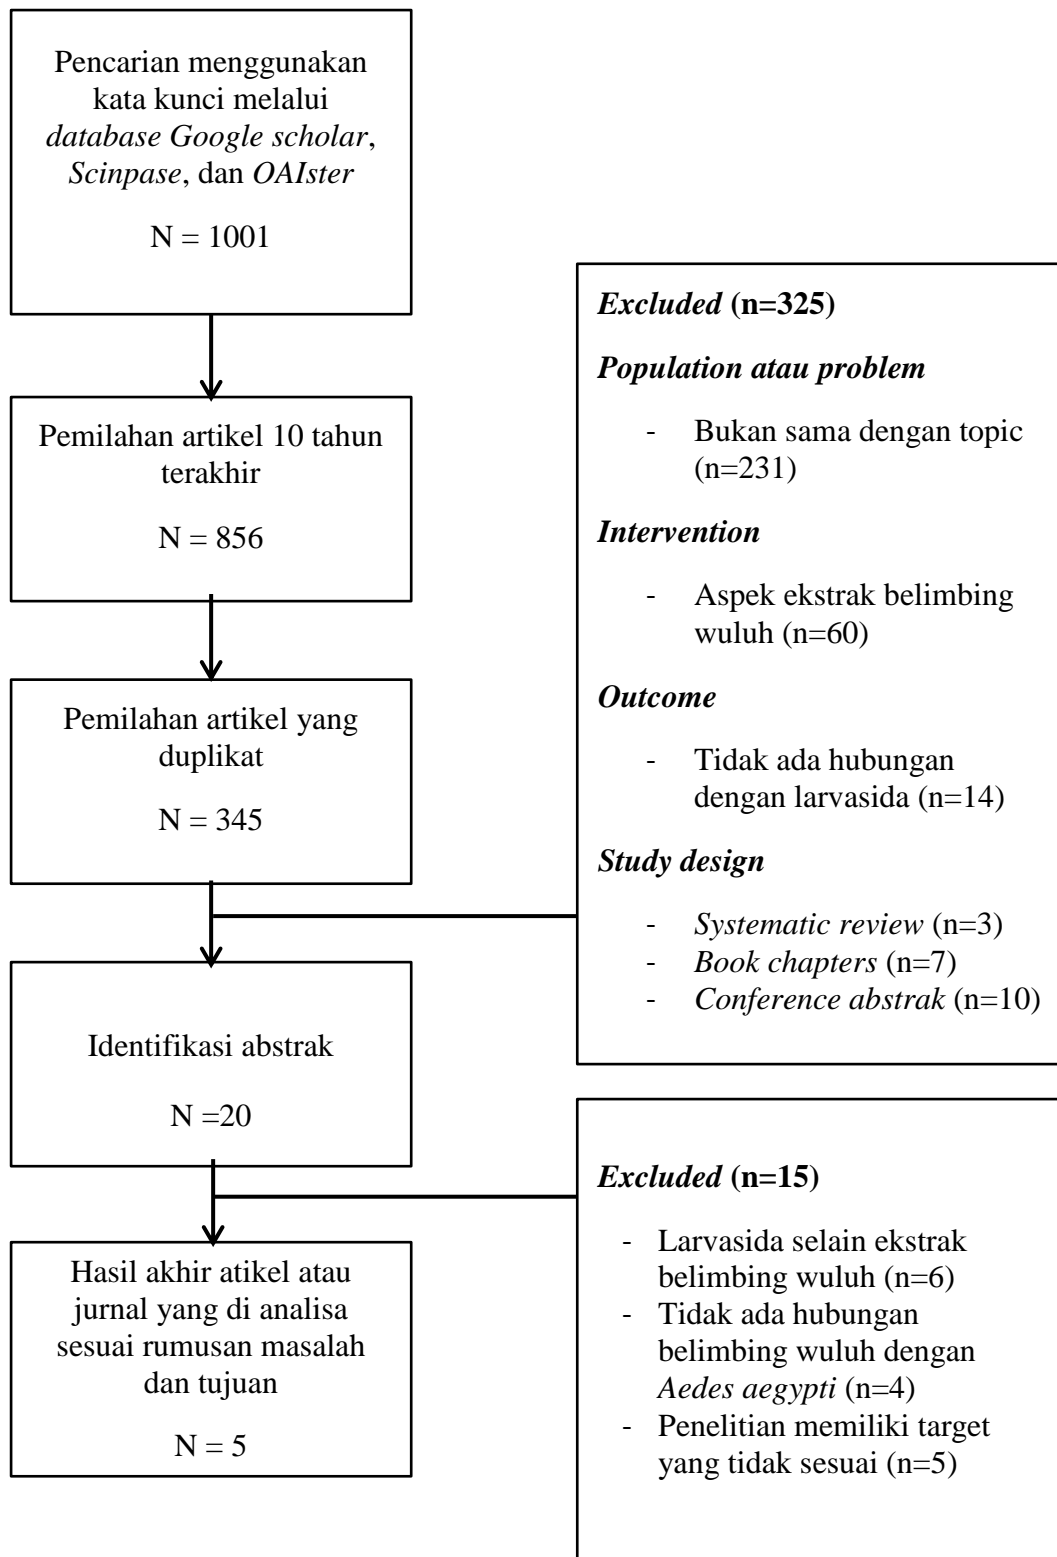 Pencarian menggunakan
kata kunci melalui
database Google scholar,
Scinpase, dan OAIster
N = 1001
Pemilahan artikel 10 tahun
terakhir
N = 856
Pemilahan artikel yang
duplikat
N = 345
Identifikasi abstrak
N =20
Hasil akhir atikel atau
jurnal yang di analisa
sesuai rumusan masalah
dan tujuan
N = 5
Excluded (n=325)
Population atau problem
- Bukan sama dengan topic
(n=231)
Intervention
- Aspek ekstrak belimbing
wuluh (n=60)
Outcome
- Tidak ada hubungan
dengan larvasida (n=14)
Study design
- Systematic review (n=3)
- Book chapters (n=7)
- Conference abstrak (n=10)
Excluded (n=15)
- Larvasida selain ekstrak
belimbing wuluh (n=6)
- Tidak ada hubungan
belimbing wuluh dengan
Aedes aegypti (n=4)
- Penelitian memiliki target
yang tidak sesuai (n=5)